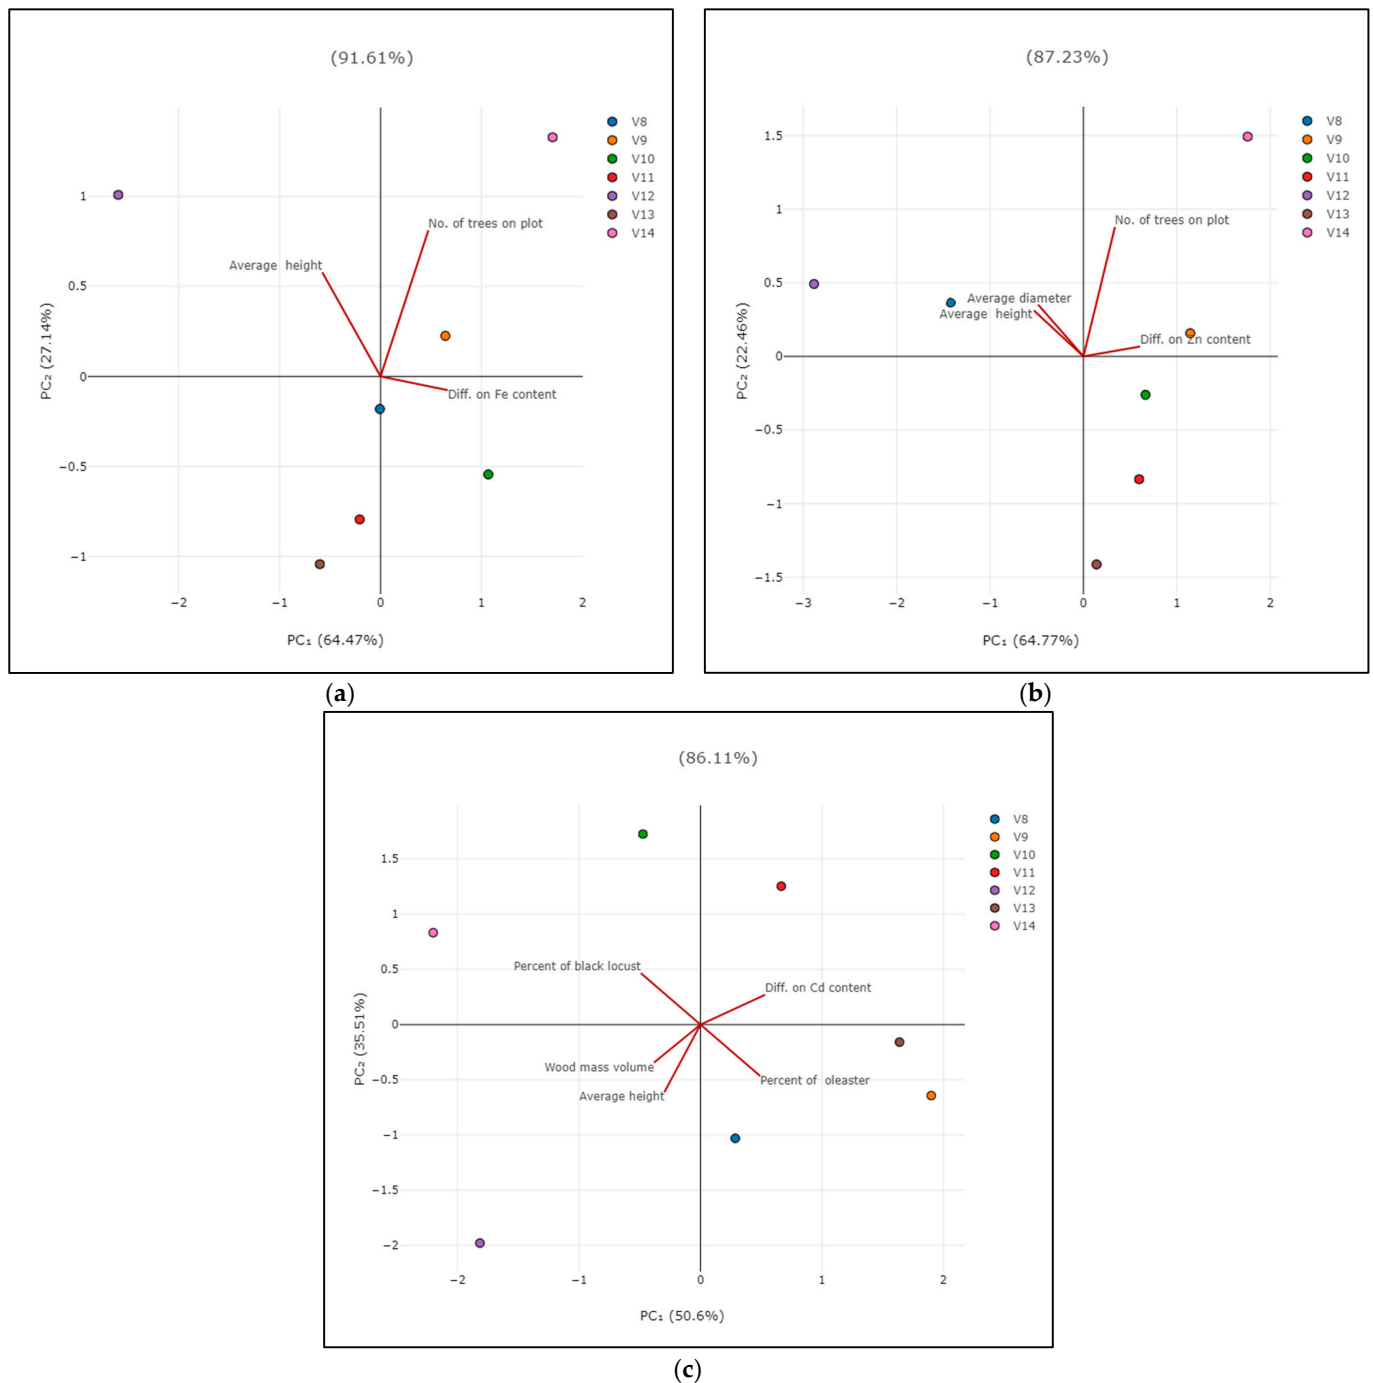 (91.61%)
V8
V9
V10
V11
V12
V13
V14
No. of trees on plot
Average height
Diff. on Fe content
1
0.5
0
−0.5
−1
PC₂ (27.14%)
−2
−1
0
1
2
PC₁ (64.47%)
(a)
(87.23%)
V8
V9
V10
V11
V12
V13
V14
No. of trees on plot
Average diameter
Average height
Diff. on Zn content
1.5
1
0.5
0
−0.5
−1
−1.5
PC₂ (22.46%)
−3
−2
−1
0
1
2
PC₁ (64.77%)
(b)
(86.11%)
V8
V9
V10
V11
V12
V13
V14
Percent of black locust
Diff. on Cd content
Wood mass volume
Percent of oleaster
Average height
1.5
1
0.5
0
−0.5
−1
−1.5
−2
PC₂ (35.51%)
−2
−1
0
1
2
PC₁ (50.6%)
(c)